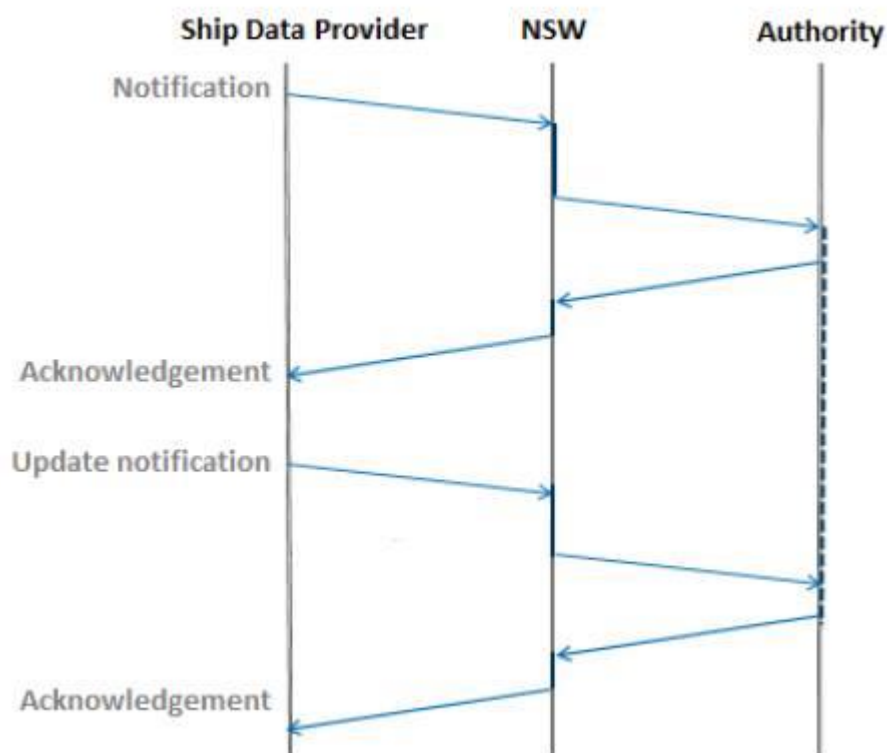 Ship Data Provider NSW Authority
Notification
Acknowledgement
Update notification
Acknowledgement